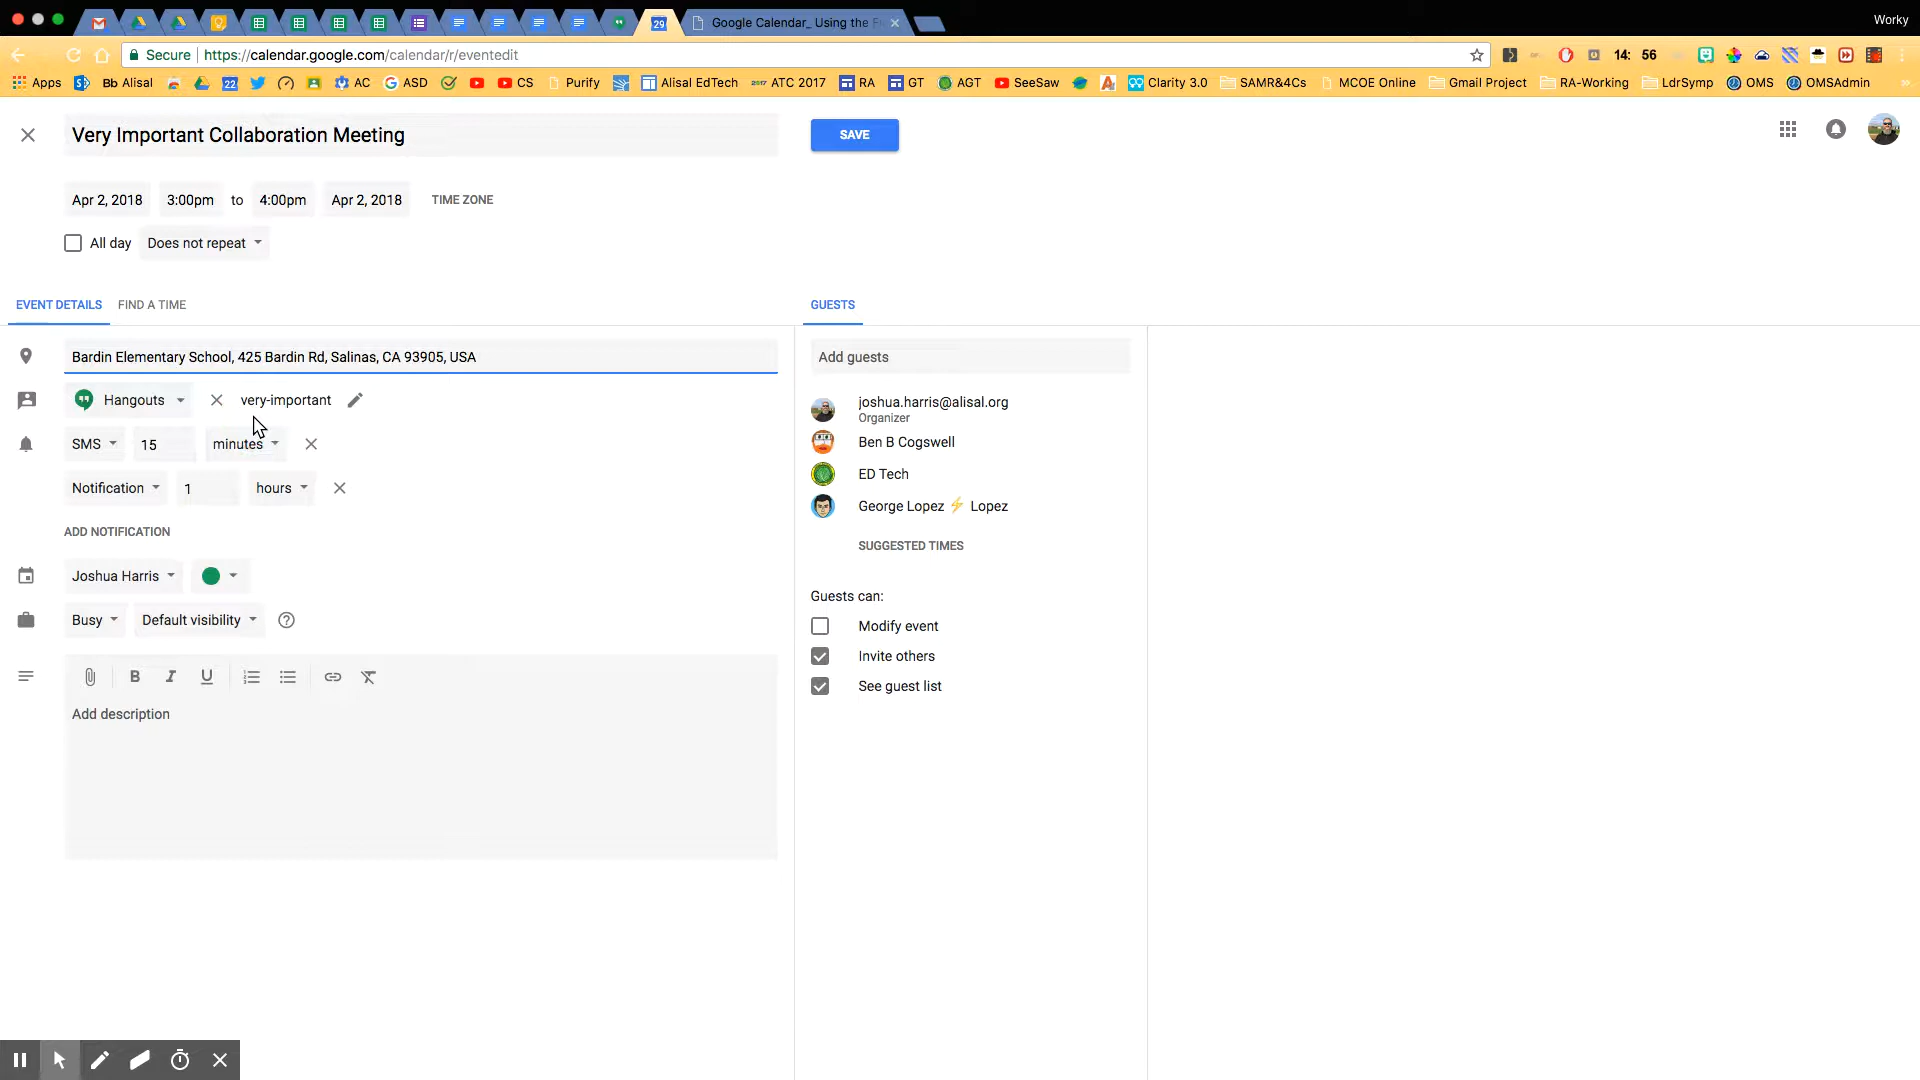 Worky
29
Google Calendar_ Using the F
Secure
https://calendar.google.com/calendar/r/eventedit
14: 56
Apps
Bb Alisal
22
AC
ASD
CS
Purify
Alisal EdTech
2017 ATC 2017
RA
GT
AGT
SeeSaw
Clarity 3.0
SAMR&4Cs
MCOE Online
Gmail Project
RA-Working
LdrSymp
OMS
OMSAdmin
Very Important Collaboration Meeting
SAVE
Apr 2, 2018 3:00pm to 4:00pm Apr 2, 2018 TIME ZONE
All day Does not repeat
EVENT DETAILS FIND A TIME
GUESTS
Bardin Elementary School, 425 Bardin Rd, Salinas, CA 93905, USA
Hangouts very-important
SMS 15 minutes
Notification 1 hours
ADD NOTIFICATION
Joshua Harris
Busy Default visibility
B I U
Add description
Add guests
joshua.harris@alisal.org
Organizer
Ben B Cogswell
ED Tech
George Lopez ⚡ Lopez
SUGGESTED TIMES
Guests can:
Modify event
Invite others
See guest list